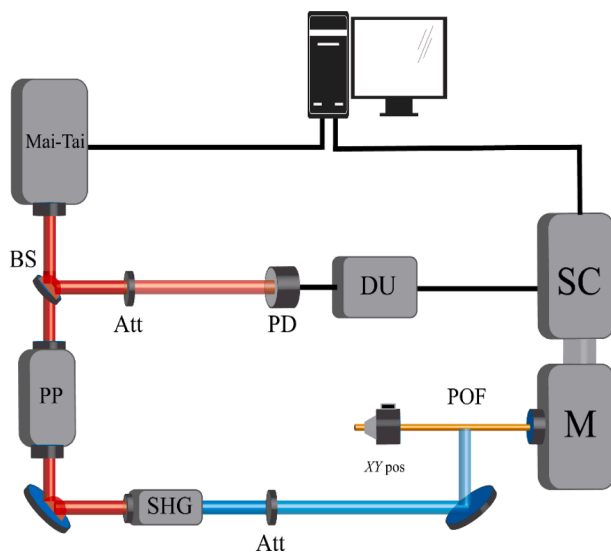 Mai-Tai
BS
Att
PD
DU
SC
PP
POF
M
XY pos
SHG
Att